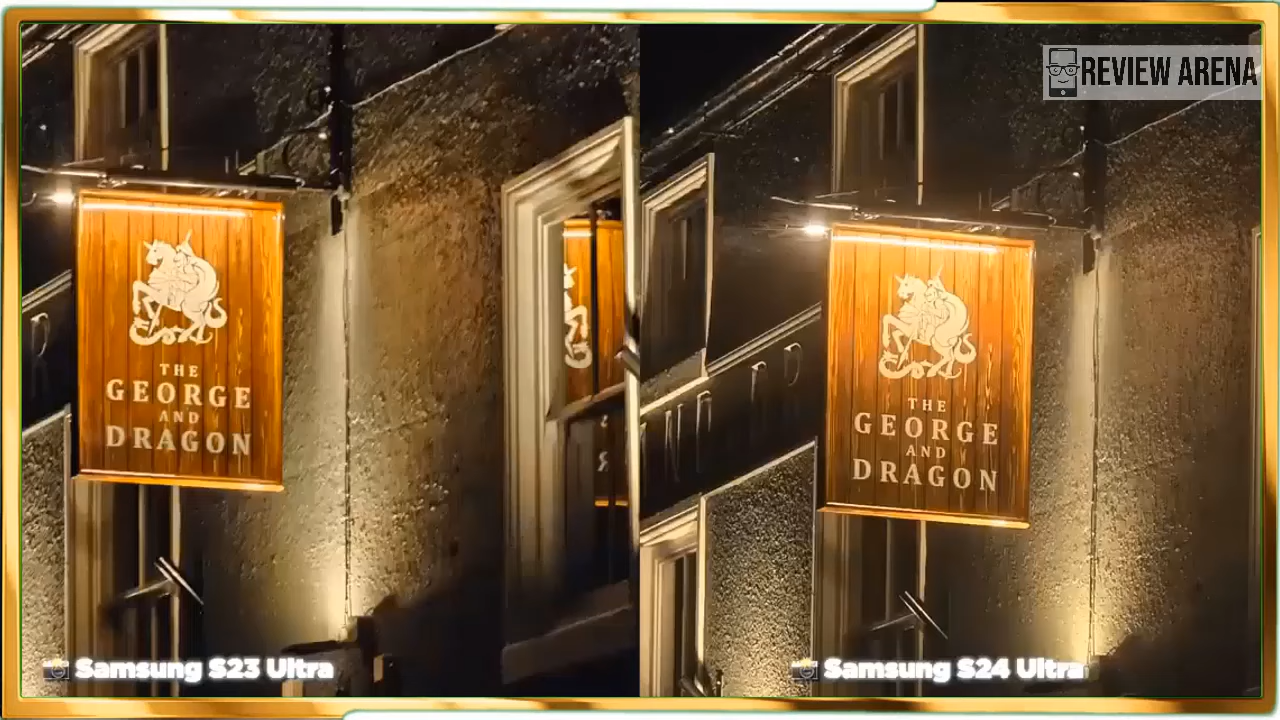 REVIEW ARENA
THE
GEORGE
AND
DRAGON
THE
GEORGE
AND
DRAGON
Samsung S23 Ultra
Samsung S24 Ultra